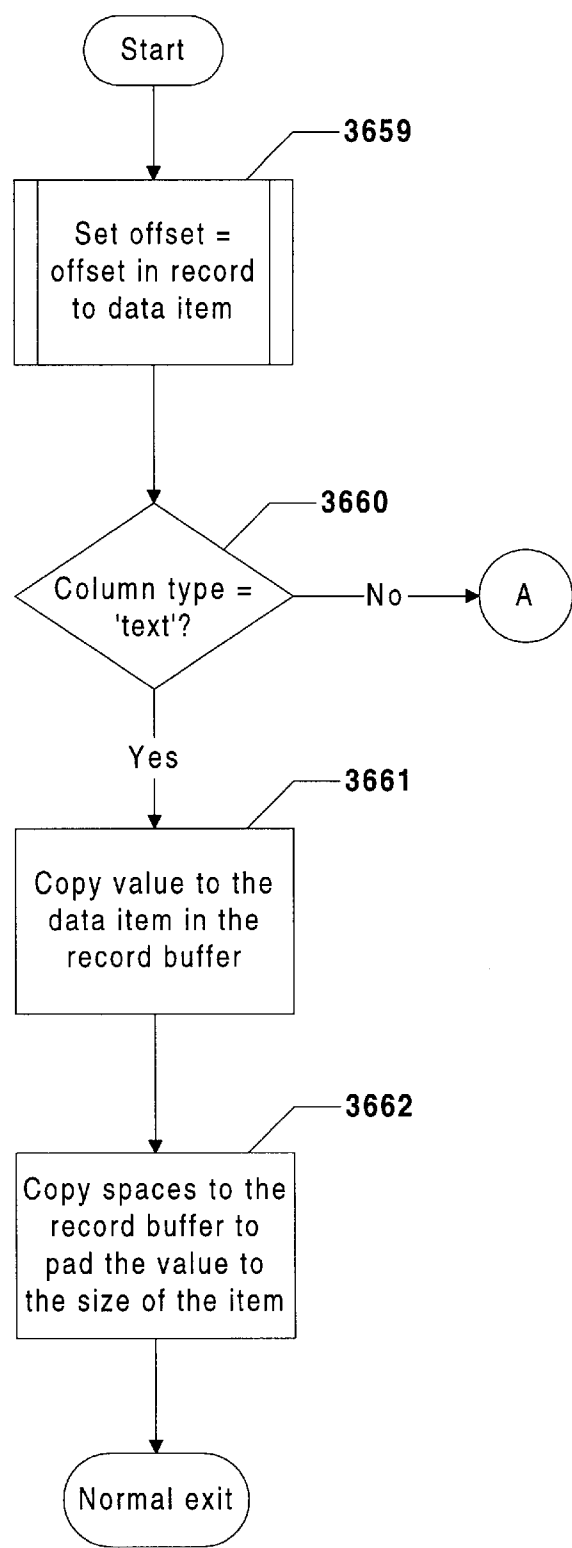 Start
3659
Set offset =
offset in record
to data item
3660
Column type =
'text'?
No
A
Yes
3661
Copy value to the
data item in the
record buffer
3662
Copy spaces to the
record buffer to
pad the value to
the size of the item
Normal exit